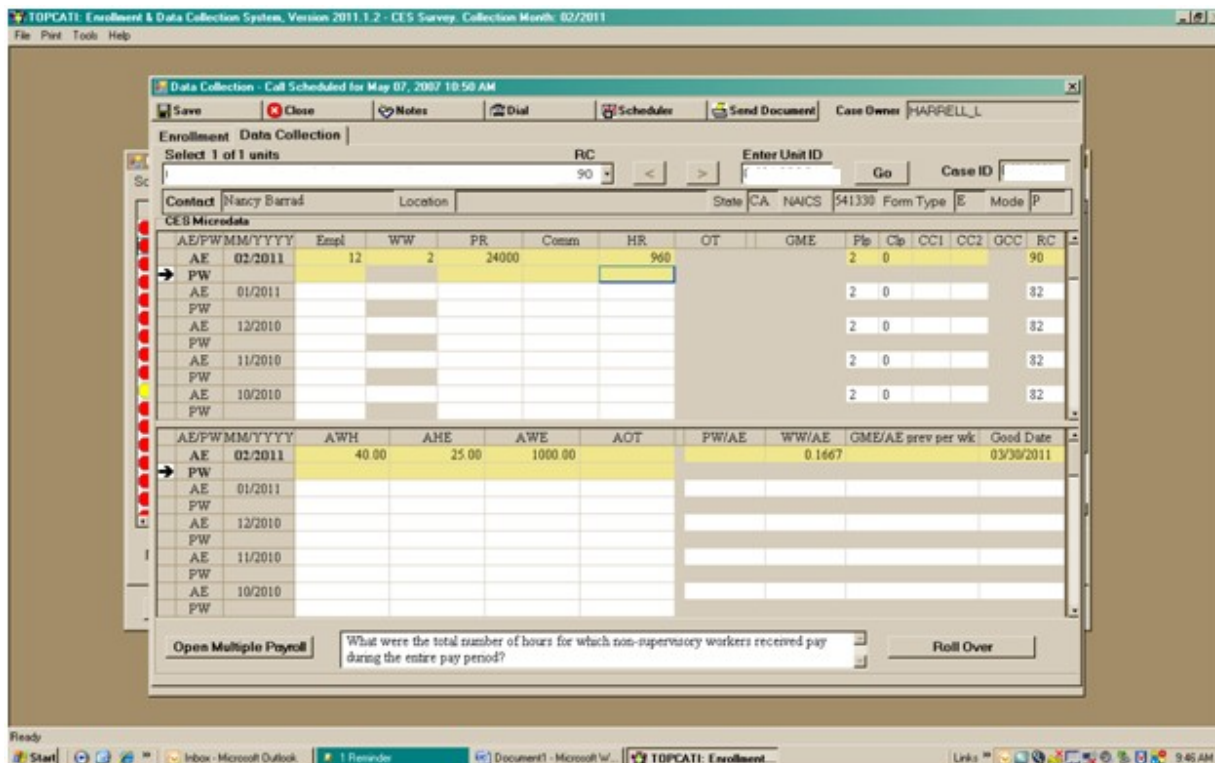 TOPCATI: Enrollment & Data Collection System, Version 2011.1.2 - CES Survey. Collection Month: 02/2011
File Print Tools Help
Data Collection - Call Scheduled for May 07, 2007 10:50 AM
Save Close Notes Dial Scheduler Send Document Case Owner HARRELL_L
Enrollment Data Collection
Select 1 of 1 units RC Enter Unit ID
90 < > Go Case ID
Sc
Contact Nancy Barrad Location State CA NAICS 541330 Form Type E Mode P
CES Microdata
AE/PW MM/YYYY Empl WW PR Comm HR OT GME Plp Clp CC1 CC2 GCC RC
AE 02/2011 12 2 24000 960 2 0 90
PW
AE 01/2011 2 0 82
PW
AE 12/2010 2 0 82
PW
AE 11/2010 2 0 82
PW
AE 10/2010 2 0 82
PW
AE/PW MM/YYYY AWH AHE AWE AOT PW/AE WW/AE GME/AE prev per wk Good Date
AE 02/2011 40.00 25.00 1000.00 0.1667 03/30/2011
PW
AE 01/2011
PW
AE 12/2010
PW
AE 11/2010
PW
AE 10/2010
PW
Open Multiple Payroll What were the total number of hours for which non-supervisory workers received pay Roll Over
during the entire pay period?
Ready
Start Inbox - Microsoft Outlook 1 Reminder Document1 - Microsoft W... TOPCATI: Enrollment... Links 9:46 AM